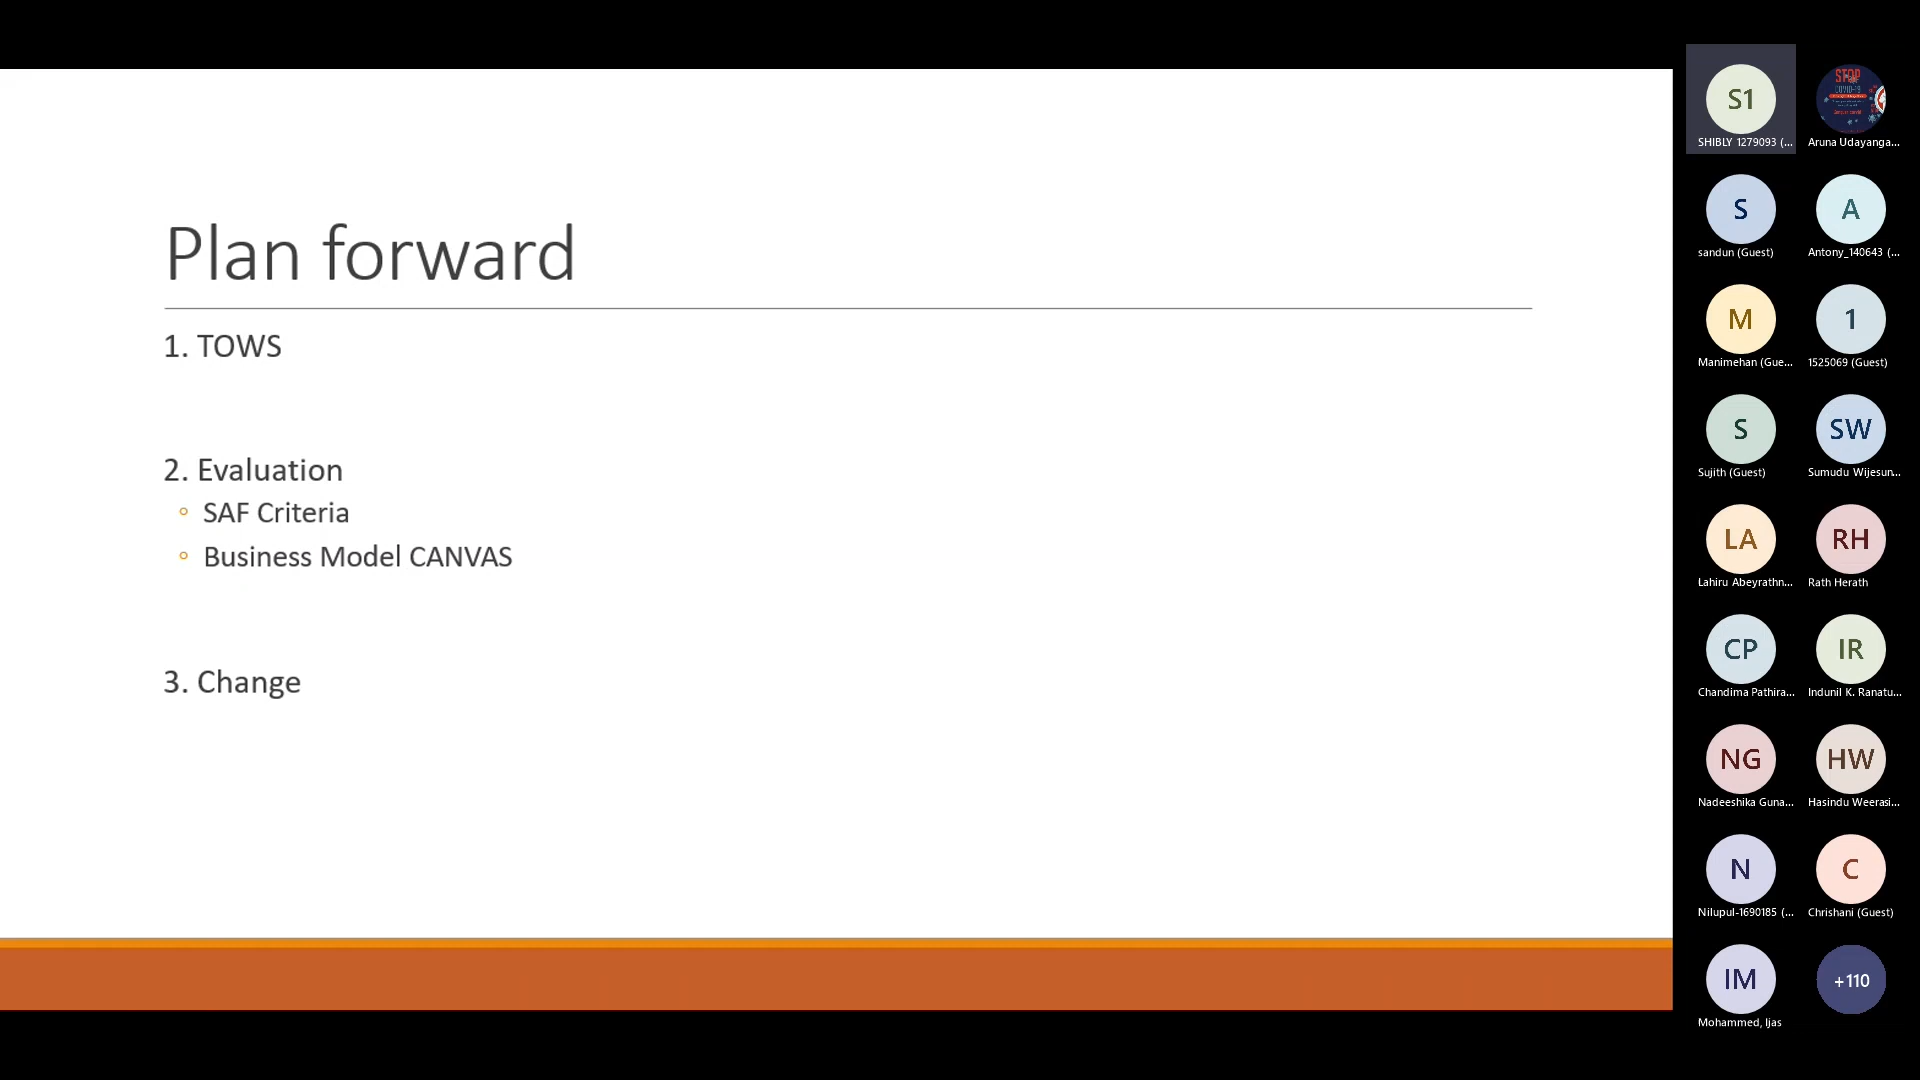 Plan forward
1. TOWS
2. Evaluation
SAF Criteria
Business Model CANVAS
3. Change
S1
SHIBLY 1279093 (...
STOP
COVID-19
Aruna Udayanga...
S
sandun (Guest)
A
Antony_140643 (...
M
Manimehan (Gue...
1
1525069 (Guest)
S
Sujith (Guest)
SW
Sumudu Wijesun...
LA
Lahiru Abeyrathn...
RH
Rath Herath
CP
Chandima Pathira...
IR
Indunil K. Ranatu...
NG
Nadeeshika Guna...
HW
Hasindu Weerasi...
N
Nilupul-1690185 (...
C
Chrishani (Guest)
IM
Mohammed, Ijas
+110